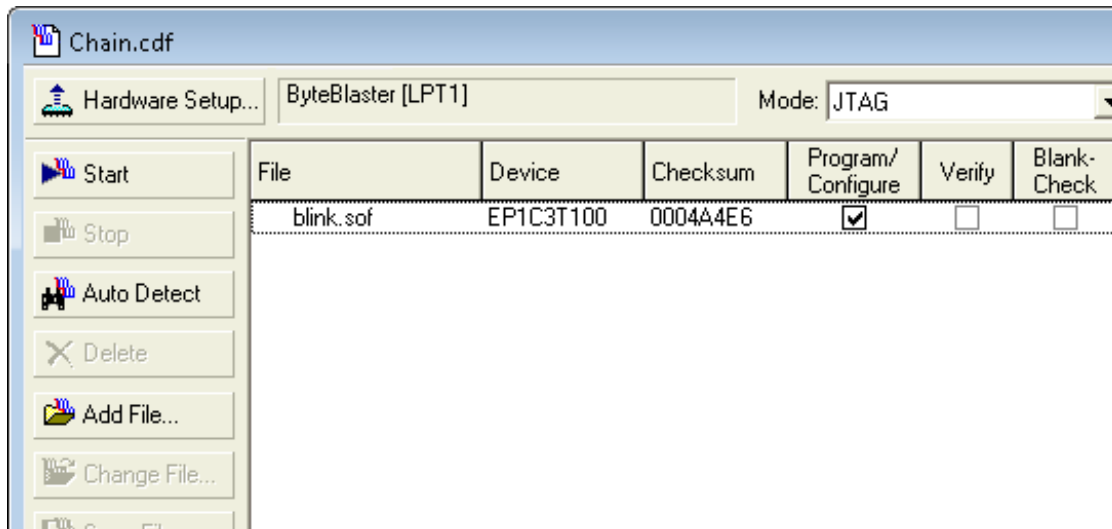 Chain.cdf
Hardware Setup...
ByteBlaster [LPT1]
Mode: JTAG
Start
Stop
Auto Detect
Delete
Add File...
Change File...
File Device Checksum Program/ Verify Blank-
Configure Check
blink.sof EP1C3T100 0004A4E6